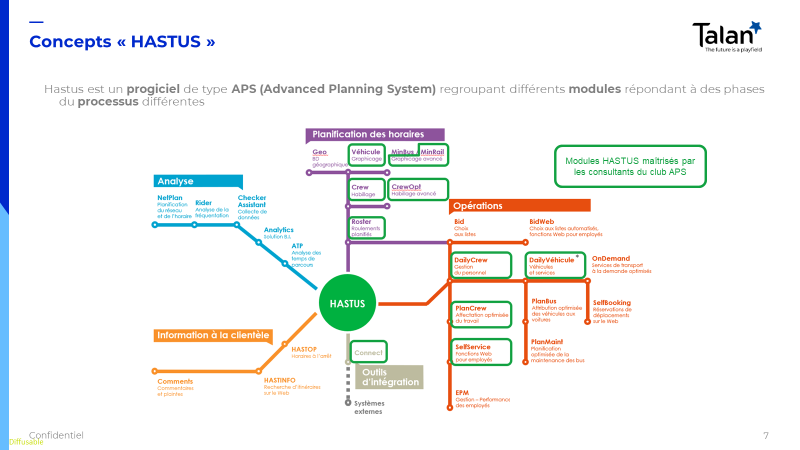 Concepts « HASTUS »
Talan
The future is a playfield
Hastus est un progiciel de type APS (Advanced Planning System) regroupant différents modules répondant à des phases
du processus différentes
Planification des horaires
Geo
BD
géographique
Véhicule
Graphicage
MinBus
MinRail
Graphicage avancé
Modules HASTUS maîtrisés par
les consultants du club APS
Crew
Habillage
CrewOpt
Habillage avancé
Roster
Roulements
planifiés
Analyse
NetPlan
Planification
du réseau
et de l'horaire
Rider
Analyse de la
fréquentation
Checker
Assistant
Collecte de
données
Analytics
Solution B.I.
ATP
Analyse des
temps de
parcours
Opérations
Bid
Choix
aux listes
BidWeb
Choix aux listes automatisés,
fonctions Web pour employés
DailyCrew
Gestion
du personnel
DailyVéhicule *
Véhicules
et services
OnDemand
Services de transport
à la demande optimisés
HASTUS
PlanCrew
Affectation optimisée
du travail
PlanBus
Attribution optimisée
des véhicules aux
voitures
SelfBooking
Réservations de
déplacements
sur le Web
SelfService
Fonctions Web
pour employés
PlanMaint
Planification
optimisée de la
maintenance des bus
EPM
Gestion – Performance
des employés
Information à la clientèle
HASTOP
Horaires à l'arrêt
Comments
Commentaires
et plaintes
HASTINFO
Recherche d'itinéraires
sur le Web
Connect
Outils
d'intégration
Systèmes
externes
Confidentiel
Diffusable
7